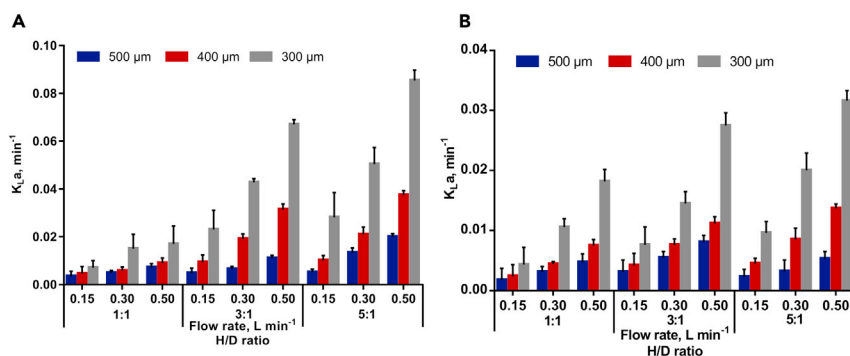 A
0.10
0.08
0.06
0.04
0.02
0.00
KLa, min-1
500 µm 400 µm 300 µm
0.15 0.30 0.50 0.15 0.30 0.50 0.15 0.30 0.50
1:1 3:1 5:1
Flow rate, L min-1
H/D ratio
B
0.04
0.03
0.02
0.01
0.00
KLa, min-1
500 µm 400 µm 300 µm
0.15 0.30 0.50 0.15 0.30 0.50 0.15 0.30 0.50
1:1 3:1 5:1
Flow rate, L min-1
H/D ratio